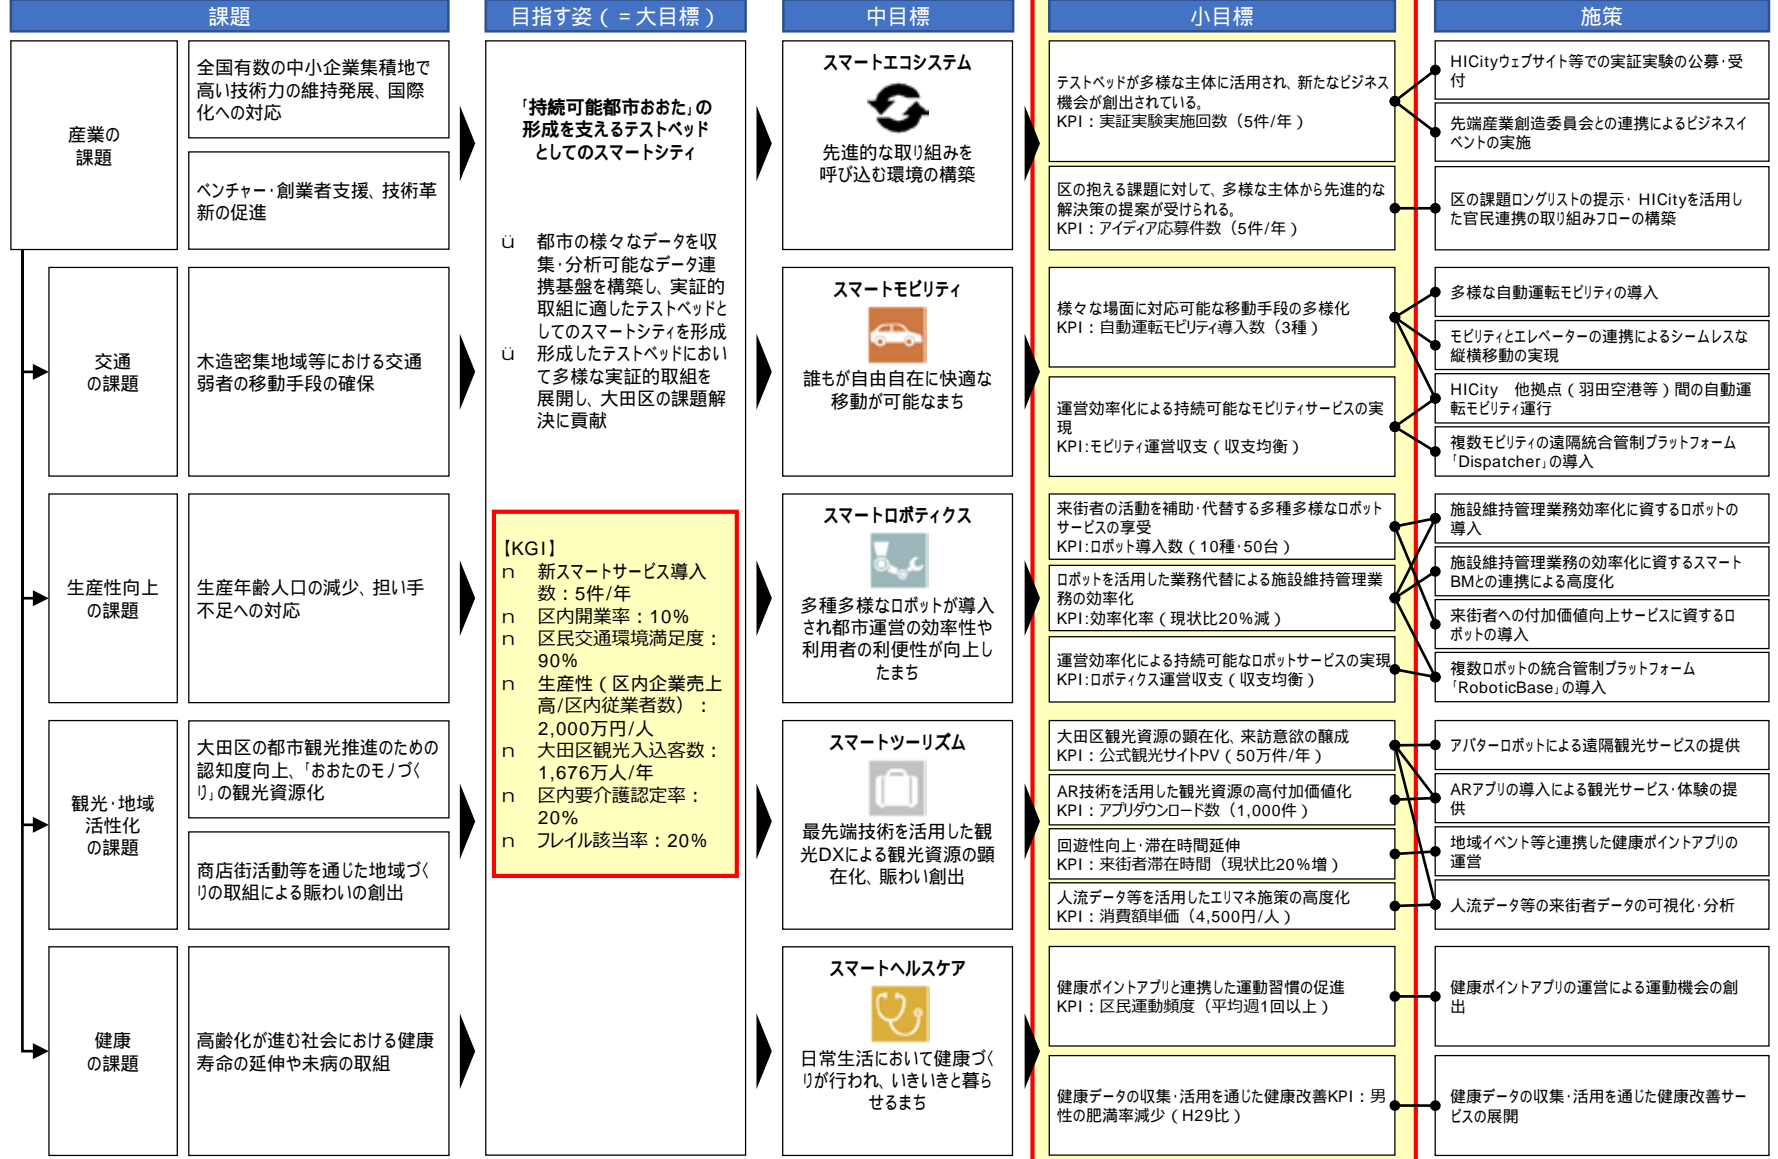 課題
目指す姿(=大目標)
中目標
小目標
施策
産業の
課題
全国有数の中小企業集積地で
高い技術力の維持発展、国際
化への対応
ベンチャー・創業者支援、技術革
新の促進
交通
の課題
木造密集地域等における交通
弱者の移動手段の確保
生産性向上
の課題
生産年齢人口の減少、担い手
不足への対応
観光・地域
活性化
の課題
大田区の都市観光推進のための
認知度向上、「おおたのモノづく
り」の観光資源化
商店街活動等を通じた地域づく
りの取組による賑わいの創出
健康
の課題
高齢化が進む社会における健康
寿命の延伸や未病の取組
「持続可能都市おおた」の
形成を支えるテストベッド
としてのスマートシティ
ü 都市の様々なデータを収
集・分析可能なデータ連
携基盤を構築し、実証的
取組に適したテストベッドと
してのスマートシティを形成
ü 形成したテストベッドにおい
て多様な実証的取組を
展開し、大田区の課題解
決に貢献
【KGI】
n 新スマートサービス導入
数:5件/年
n 区内開業率:10%
n 区民交通環境満足度:
90%
n 生産性(区内企業売上
高/区内従業者数):
2,000万円/人
n 大田区観光入込客数:
1,676万人/年
n 区内要介護認定率:
20%
n フレイル該当率:20%
スマートエコシステム
先進的な取り組みを
呼び込む環境の構築
スマートモビリティ
誰もが自由自在に快適な
移動が可能なまち
スマートロボティクス
多種多様なロボットが導入
され都市運営の効率性や
利用者の利便性が向上し
たまち
スマートツーリズム
最先端技術を活用した観
光DXによる観光資源の顕
在化、賑わい創出
スマートヘルスケア
日常生活において健康づく
りが行われ、いきいきと暮ら
せるまち
テストベッドが多様な主体に活用され、新たなビジネス
機会が創出されている。
KPI:実証実験実施回数(5件/年)
区の抱える課題に対して、多様な主体から先進的な
解決策の提案が受けられる。
KPI:アイディア応募件数(5件/年)
様々な場面に対応可能な移動手段の多様化
KPI:自動運転モビリティ導入数(3種)
運営効率化による持続可能なモビリティサービスの実
現
KPI:モビリティ運営収支(収支均衡)
来街者の活動を補助・代替する多種多様なロボット
サービスの享受
KPI:ロボット導入数(10種・50台)
ロボットを活用した業務代替による施設維持管理業
務の効率化
KPI:効率化率(現状比20%減)
運営効率化による持続可能なロボットサービスの実現
KPI:ロボティクス運営収支(収支均衡)
大田区観光資源の顕在化、来訪意欲の醸成
KPI:公式観光サイトPV(50万件/年)
AR技術を活用した観光資源の高付加価値化
KPI:アプリダウンロード数(1,000件)
回遊性向上・滞在時間延伸
KPI:来街者滞在時間(現状比20%増)
人流データ等を活用したエリマネ施策の高度化
KPI:消費額単価(4,500円/人)
健康ポイントアプリと連携した運動習慣の促進
KPI:区民運動頻度(平均週1回以上)
健康データの収集・活用を通じた健康改善KPI:男
性の肥満率減少(H29比)
HICityウェブサイト等での実証実験の公募・受
付
先端産業創造委員会との連携によるビジネスイ
ベントの実施
区の課題ロングリストの提示・HICityを活用し
た官民連携の取り組みフローの構築
多様な自動運転モビリティの導入
モビリティとエレベーターの連携によるシームレスな
縦横移動の実現
HICity 他拠点(羽田空港等)間の自動運
転モビリティ運行
複数モビリティの遠隔統合管制プラットフォーム
「Dispatcher」の導入
施設維持管理業務効率化に資するロボットの
導入
施設維持管理業務の効率化に資するスマート
BMとの連携による高度化
来街者への付加価値向上サービスに資するロ
ボットの導入
複数ロボットの統合管制プラットフォーム
「RoboticBase」の導入
アバターロボットによる遠隔観光サービスの提供
ARアプリの導入による観光サービス・体験の提
供
地域イベント等と連携した健康ポイントアプリの
運営
人流データ等の来街者データの可視化・分析
健康ポイントアプリの運営による運動機会の創
出
健康データの収集・活用を通じた健康改善サー
ビスの展開